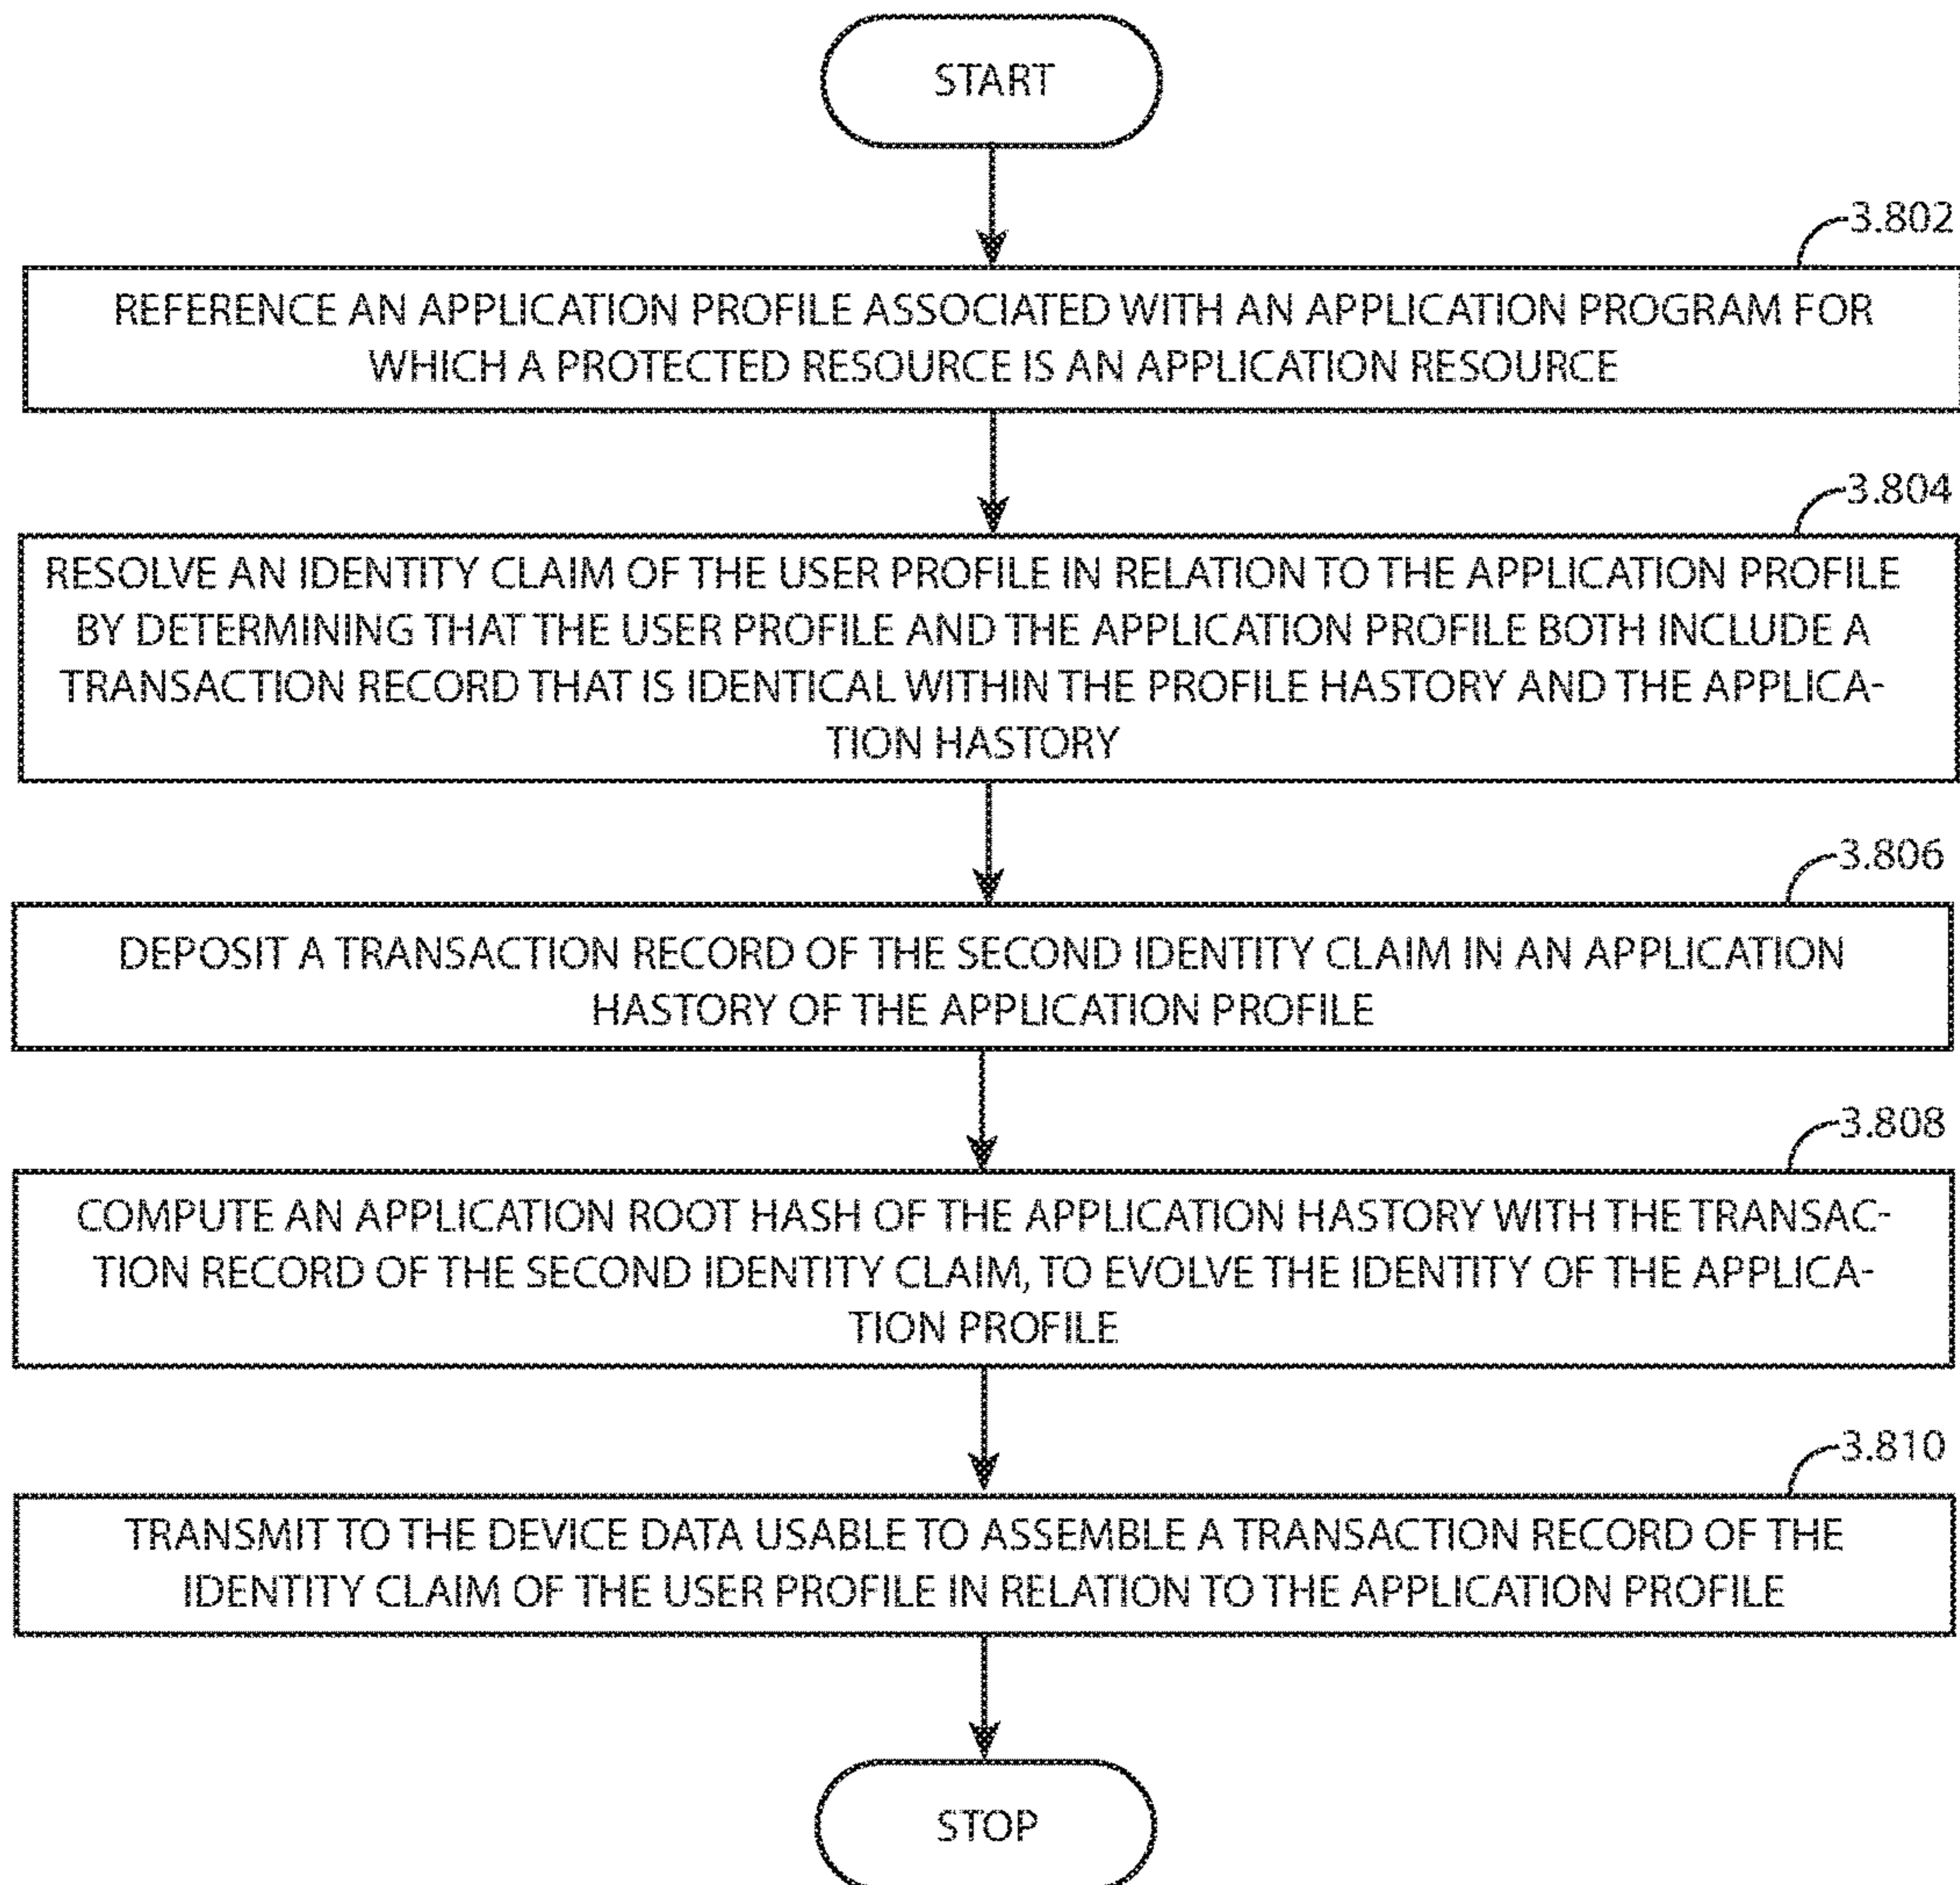 START
3.802
REFERENCE AN APPLICATION PROFILE ASSOCIATED WITH AN APPLICATION PROGRAM FOR
WHICH A PROTECTED RESOURCE IS AN APPLICATION RESOURCE
3.804
RESOLVE AN IDENTITY CLAIM OF THE USER PROFILE IN RELATION TO THE APPLICATION PROFILE
BY DETERMINING THAT THE USER PROFILE AND THE APPLICATION PROFILE BOTH INCLUDE A
TRANSACTION RECORD THAT IS IDENTICAL WITHIN THE PROFILE HASTORY AND THE APPLICA-
TION HASTORY
3.806
DEPOSIT A TRANSACTION RECORD OF THE SECOND IDENTITY CLAIM IN AN APPLICATION
HASTORY OF THE APPLICATION PROFILE
3.808
COMPUTE AN APPLICATION ROOT HASH OF THE APPLICATION HASTORY WITH THE TRANSAC-
TION RECORD OF THE SECOND IDENTITY CLAIM, TO EVOLVE THE IDENTITY OF THE APPLICA-
TION PROFILE
3.810
TRANSMIT TO THE DEVICE DATA USABLE TO ASSEMBLE A TRANSACTION RECORD OF THE
IDENTITY CLAIM OF THE USER PROFILE IN RELATION TO THE APPLICATION PROFILE
STOP